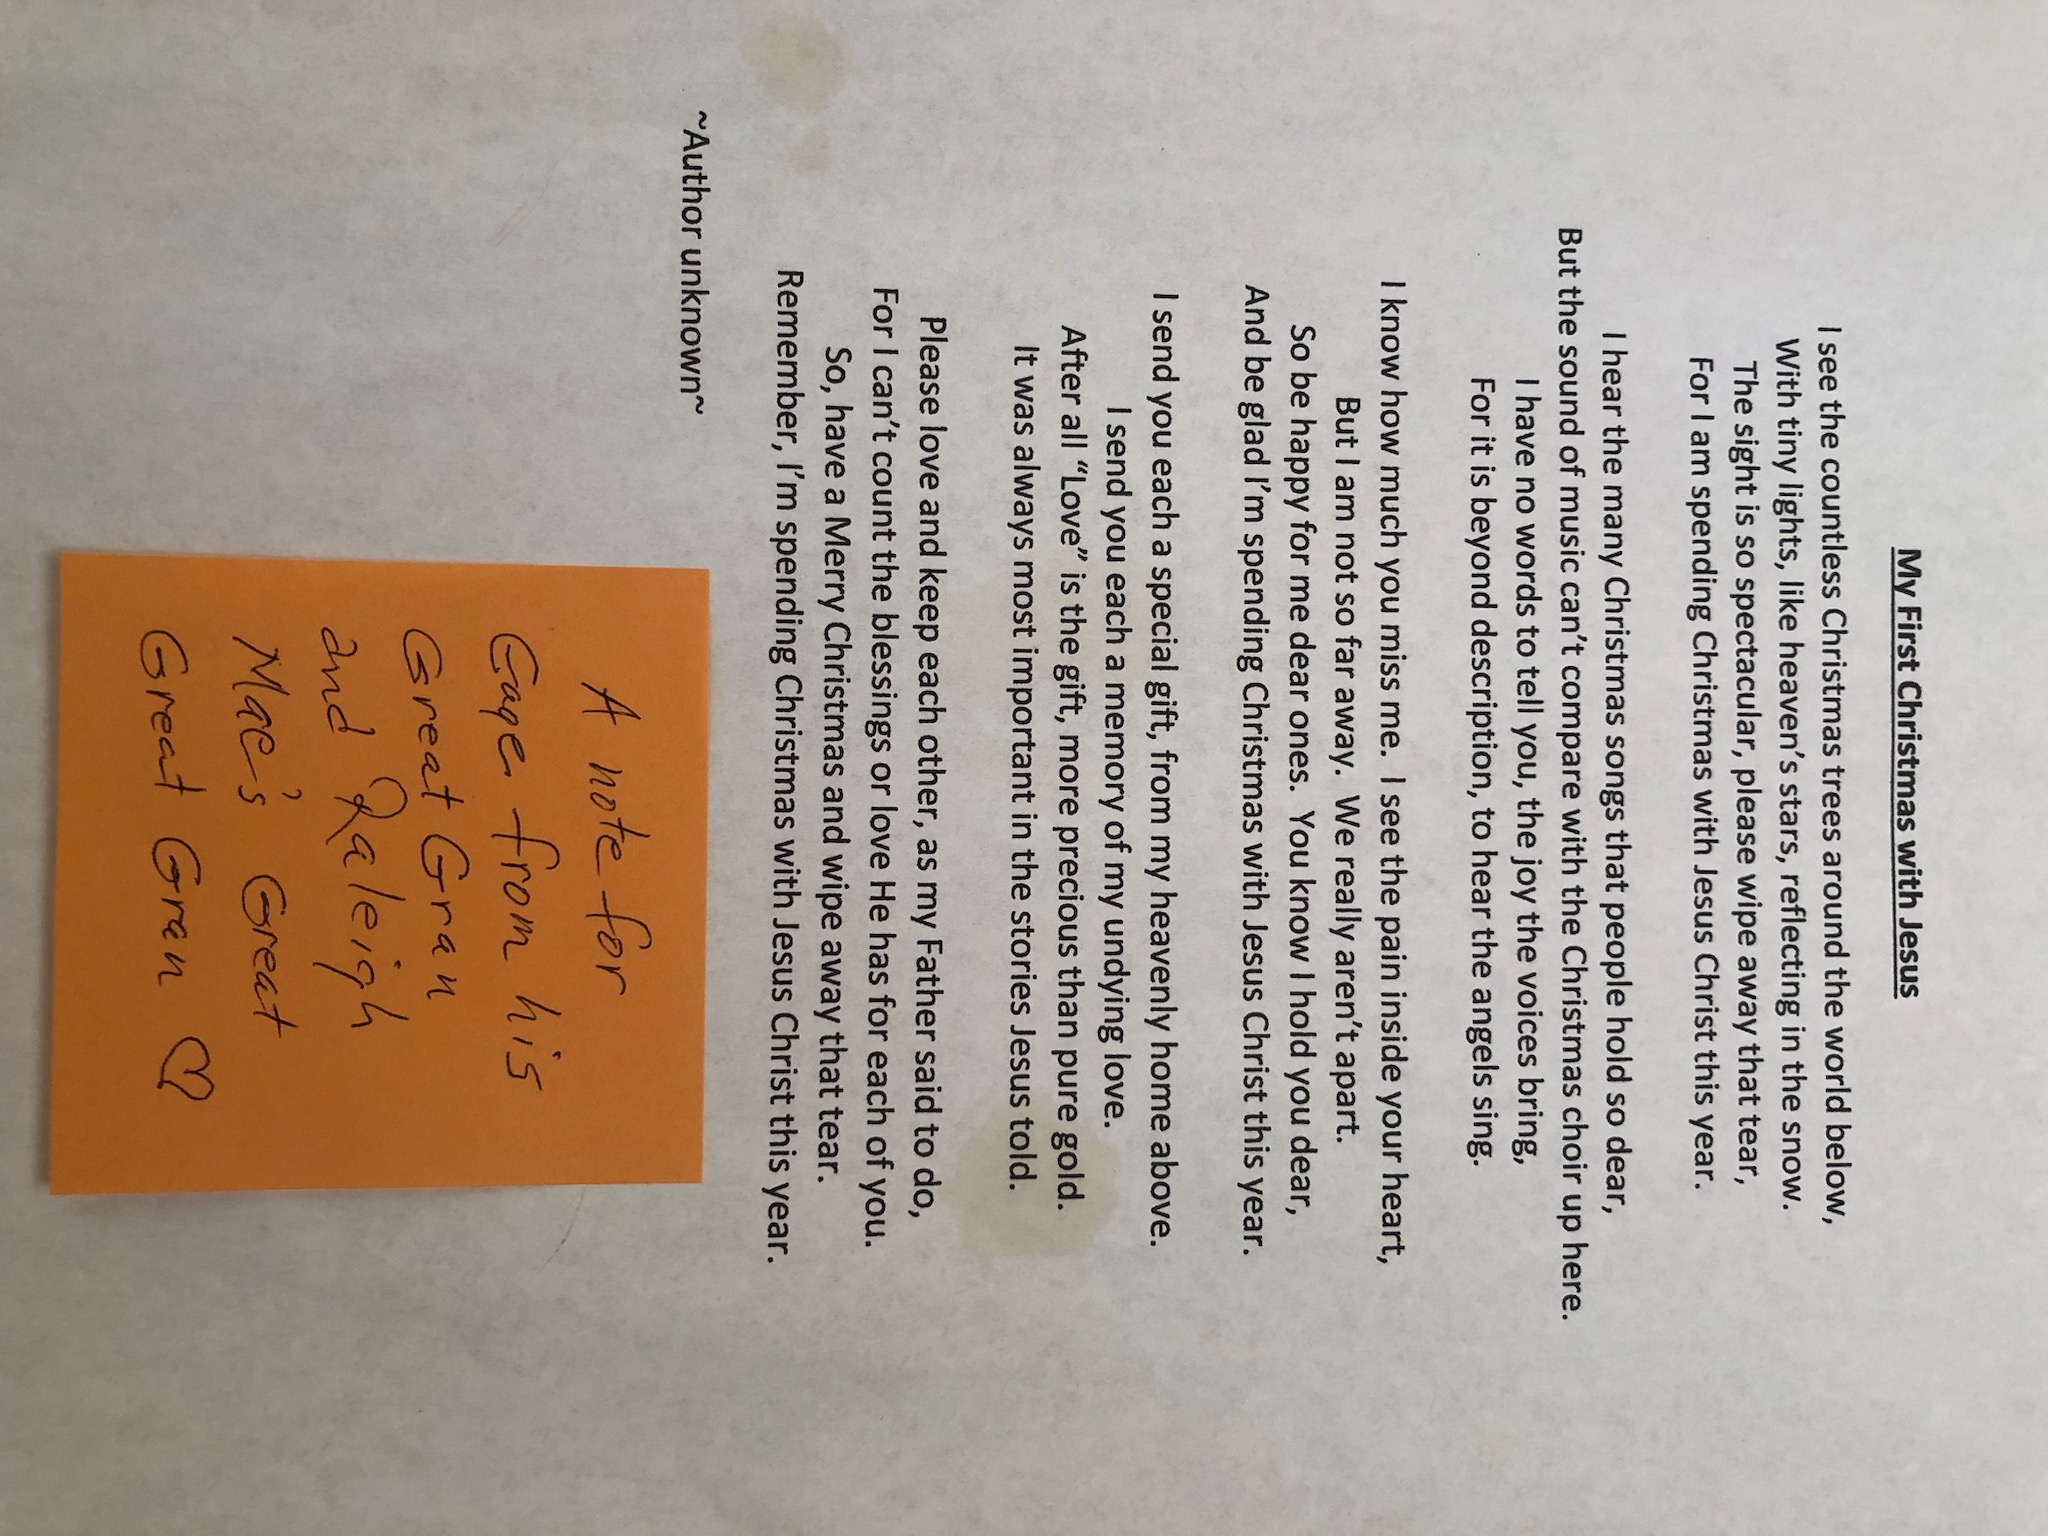 My First Christmas with Jesus
I see the countless Christmas trees around the world below,
With tiny lights, like heaven's stars, reflecting in the snow.
The sight is so spectacular, please wipe away that tear,
For I am spending Christmas with Jesus Christ this year.
I hear the many Christmas songs that people hold so dear,
But the sound of music can't compare with the Christmas choir up here.
I have no words to tell you, the joy the voices bring,
For it is beyond description, to hear the angels sing.
I know how much you miss me.  I see the pain inside your heart,
But I am not so far away.  We really aren't apart.
So be happy for me dear ones.  You know I hold you dear,
And be glad I'm spending Christmas with Jesus Christ this year.
I send you each a special gift, from my heavenly home above.
I send you each a memory of my undying love.
After all "Love" is the gift, more precious than pure gold.
It was always most important in the stories Jesus told.
Please love and keep each other, as my Father said to do,
For I can't count the blessings or love He has for each of you.
So, have a Merry Christmas and wipe away that tear.
Remember, I'm spending Christmas with Jesus Christ this year.
~Author unknown~
A note for
Gage from his
Great Gran
and Raleigh
Mae's Great
Great Gran ♡